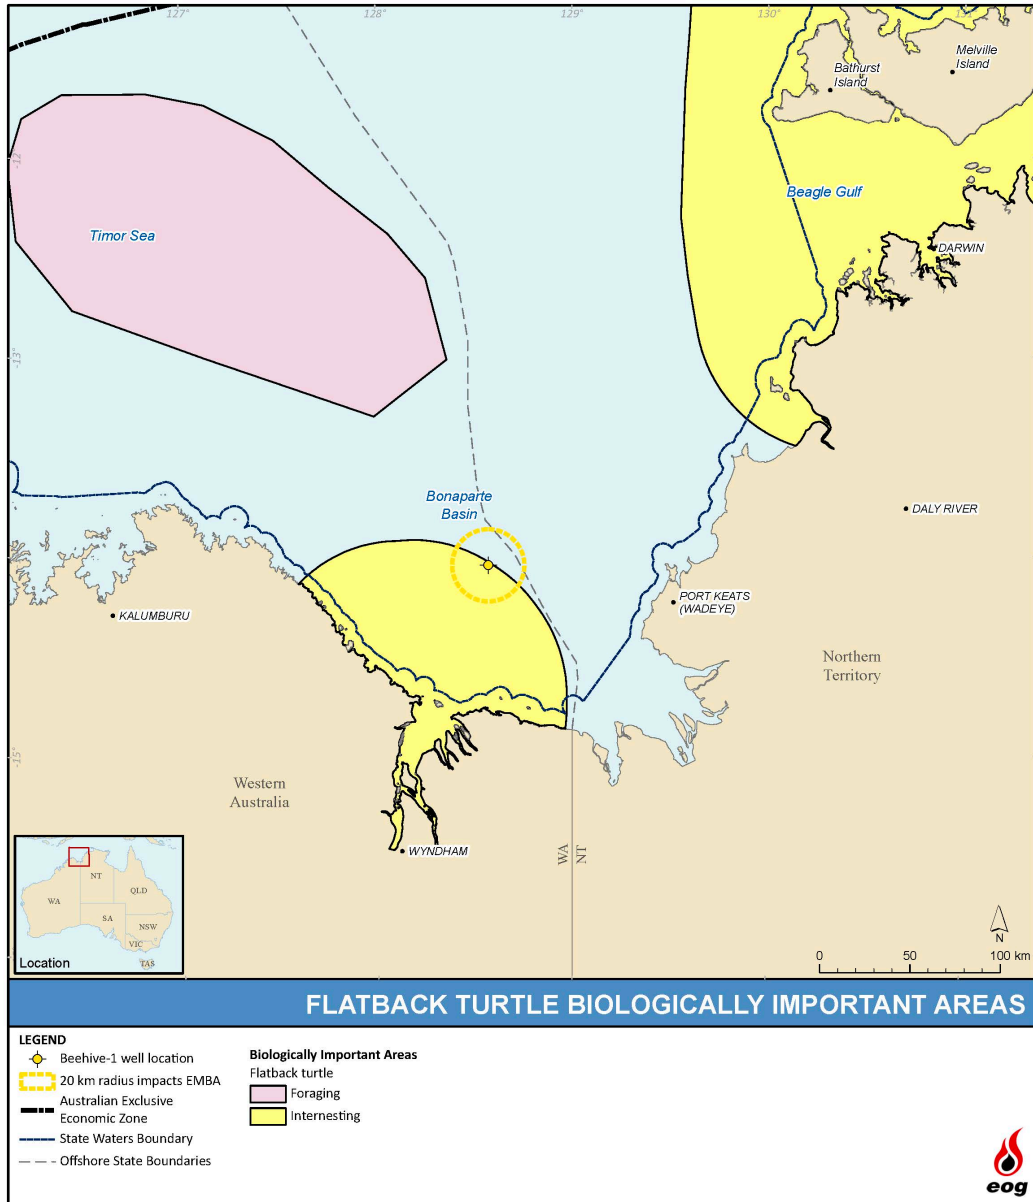 127°
128°
129°
130°
131°
Melville
Island
Bathurst
Island
-12
Beagle Gulf
Timor Sea
DARWIN
-13°
Bonaparte
Basin
DALY RIVER
PORT KEATS
(WADEYE)
KALUMBURU
Northern
Territory
-15°
Western
Australia
WYNDHAM
WA
NT
NT
QLD
WA
SA
NSW
VIC
TAS
Location
N
0 50 100 km
FLATBACK TURTLE BIOLOGICALLY IMPORTANT AREAS
LEGEND
Beehive-1 well location
20 km radius impacts EMBA
Australian Exclusive
Economic Zone
State Waters Boundary
Offshore State Boundaries
Biologically Important Areas
Flatback turtle
Foraging
Internesting
eog